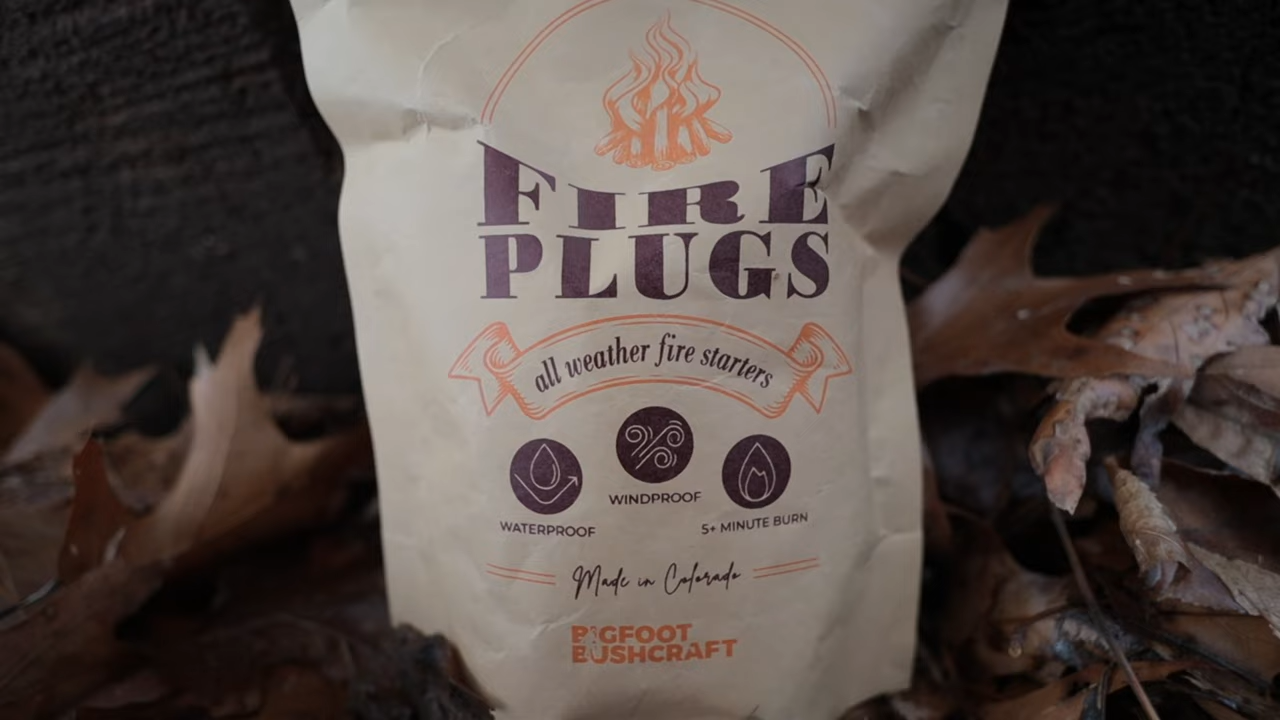 FIRE
PLUGS
all weather fire starters
WINDPROOF
WATERPROOF
5+ MINUTE BURN
Made in Colorado
BIGFOOT
BUSHCRAFT